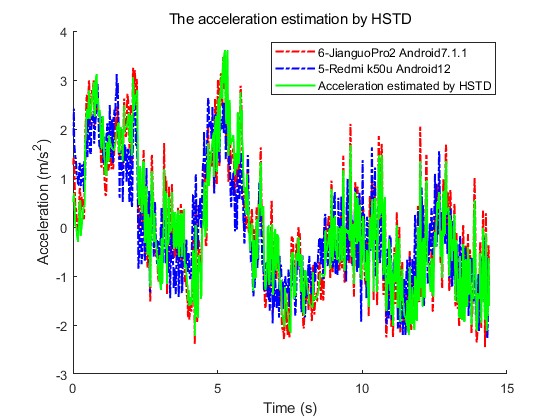 The acceleration estimation by HSTD
6-JianguoPro2 Android7.1.1
5-Redmi k50u Android12
Acceleration estimated by HSTD
4
3
2
1
0
-1
-2
-3
Acceleration (m/s²)
0
5
10
15
Time (s)